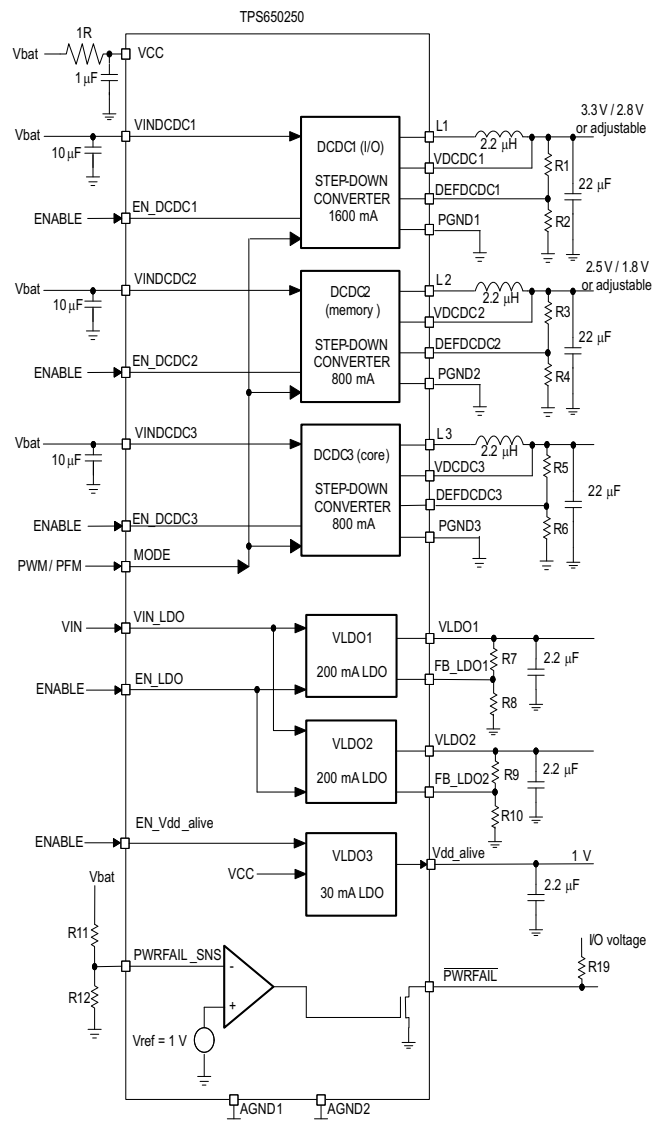 TPS650250
1R
Vbat
VCC
1 μF
Vbat
VINDCDC1
10 μF
ENABLE
EN_DCDC1
DCDC1 (I/O)
STEP-DOWN
CONVERTER
1600 mA
L1
2.2 μH
3.3 V / 2.8 V
or adjustable
VDCDC1
DEFDCDC1
PGND1
R1
R2
22 μF
Vbat
VINDCDC2
10 μF
ENABLE
EN_DCDC2
DCDC2
(memory )
STEP-DOWN
CONVERTER
800 mA
L 2
2.2 μH
2.5 V / 1.8 V
or adjustable
VDCDC2
DEFDCDC2
PGND2
R3
R4
22 μF
Vbat
VINDCDC3
10 μF
ENABLE
EN_DCDC3
PWM / PFM
MODE
DCDC3 (core)
STEP-DOWN
CONVERTER
800 mA
L 3
2.2 μH
VDCDC3
DEFDCDC3
PGND3
R5
R6
22 μF
VIN
VIN_LDO
ENABLE
EN_LDO
VLDO1
200 mA LDO
VLDO1
FB_LDO1
R7
R8
2.2 μF
VLDO2
200 mA LDO
VLDO2
FB_LDO2
R9
R10
2.2 μF
ENABLE
EN_Vdd_alive
VCC
VLDO3
30 mA LDO
Vdd_alive
1 V
2.2 μF
Vbat
R11
R12
PWRFAIL_SNS
-
+
Vref = 1 V
PWRFAIL
I/O voltage
R19
AGND1
AGND2